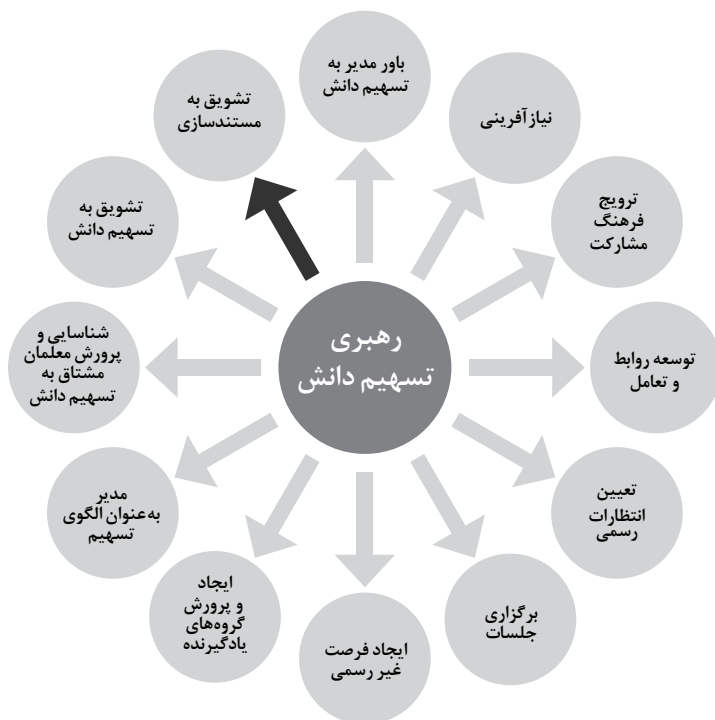 رهبری
تسهیم دانش
باور مدیر به
تسهیم دانش
نیازآفرینی
ترویج
فرهنگ
مشارکت
توسعه روابط
و تعامل
تعیین
انتظارات
رسمی
برگزاری
جلسات
ایجاد فرصت
غیر رسمی
ایجاد
و پرورش
گروه‌های
یادگیرنده
مدیر
به‌عنوان الگوی
تسهیم
شناسایی و
پرورش معلمان
مشتاق به
تسهیم دانش
تشویق به
تسهیم دانش
تشویق به
مستندسازی